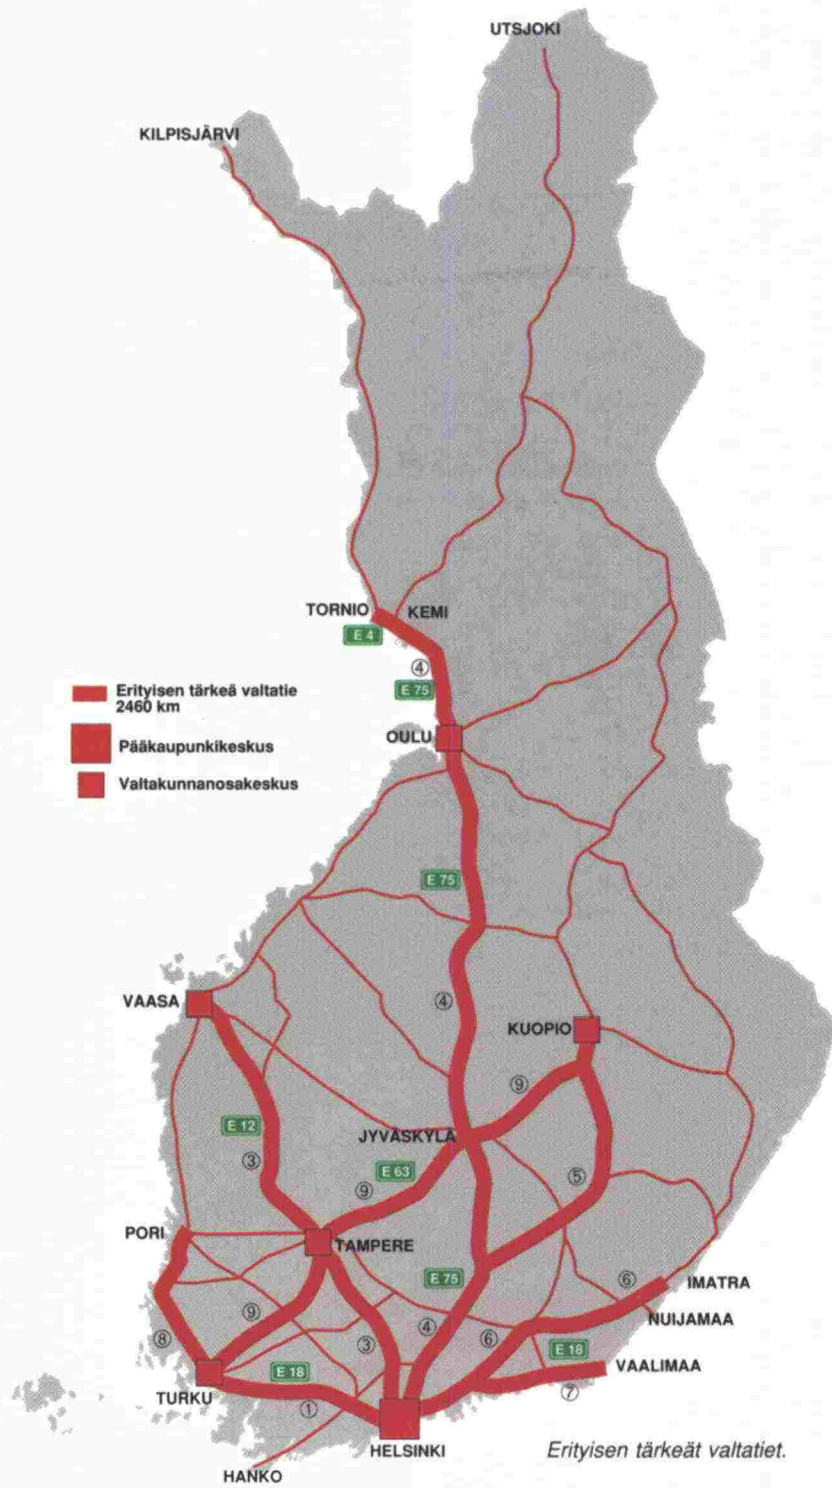 UTSJOKI
KILPISJÄRVI
TORNIO
KEMI
E 4
④
E 75
Erityisen tärkeä valtatie
2460 km
Pääkaupunkikeskus
Valtakunnanosakeskus
OULU
E 75
VAASA
④
KUOPIO
⑨
E 12
③
JYVÄSKYLÄ
E 63
⑨
⑤
PORI
TAMPERE
E 75
⑥
IMATRA
NUIJAMAA
⑧
⑨
③
④
⑥
E 18
VAALIMAA
⑦
TURKU
E 18
①
HELSINKI
HANKO
Erityisen tärkeät valtatiet.